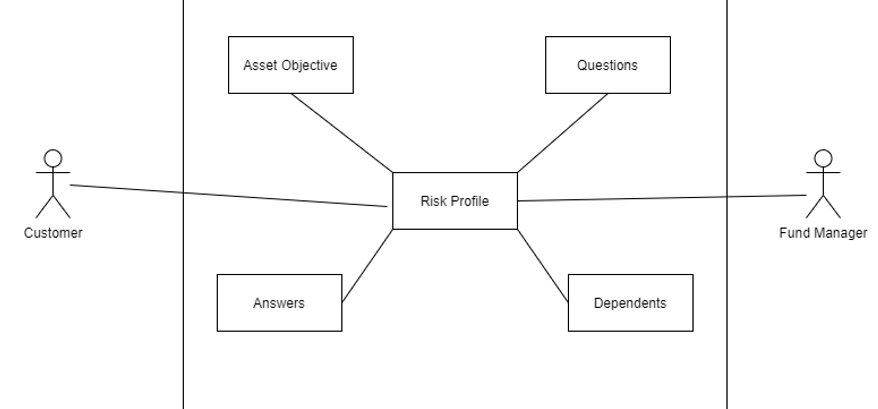 Asset Objective
Questions
Risk Profile
Customer
Fund Manager
Answers
Dependents